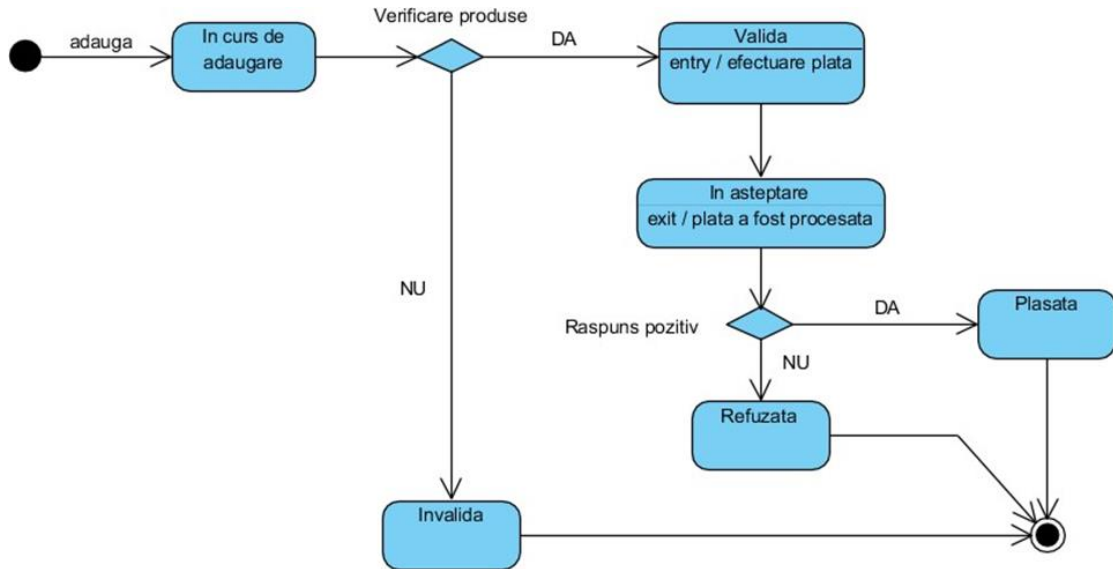 Verificare produse
adauga
In curs de
adaugare
DA
Valida
entry / efectuare plata
In asteptare
exit / plata a fost procesata
NU
Raspuns pozitiv
DA
Plasata
NU
Refuzata
Invalida